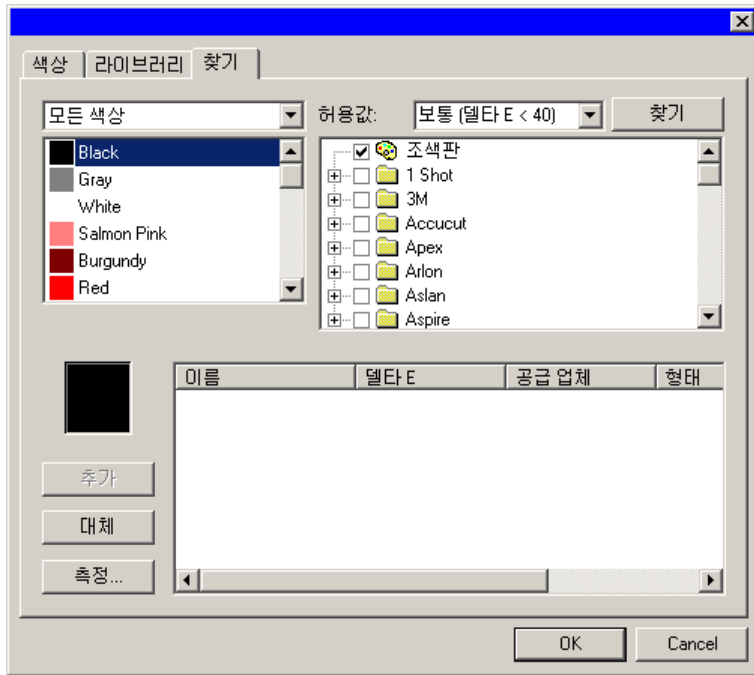 색상 라이브러리 찾기
모든 색상 허용값: 보통 (델타 E < 40) 찾기
Black
Gray
White
Salmon Pink
Burgundy
Red
조색판
1 Shot
3M
Accucut
Apex
Arlon
Aslan
Aspire
이름 델타 E 공급 업체 형태
추가
대체
측정...
OK Cancel